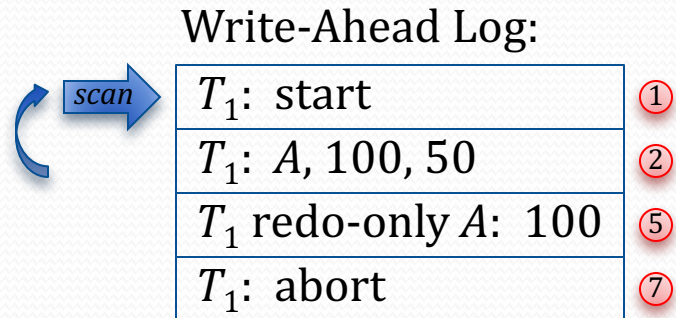 Write-Ahead Log:
scan
T₁: start ①
T₁: A, 100, 50 ②
T₁ redo-only A: 100 ⑤
T₁: abort ⑦